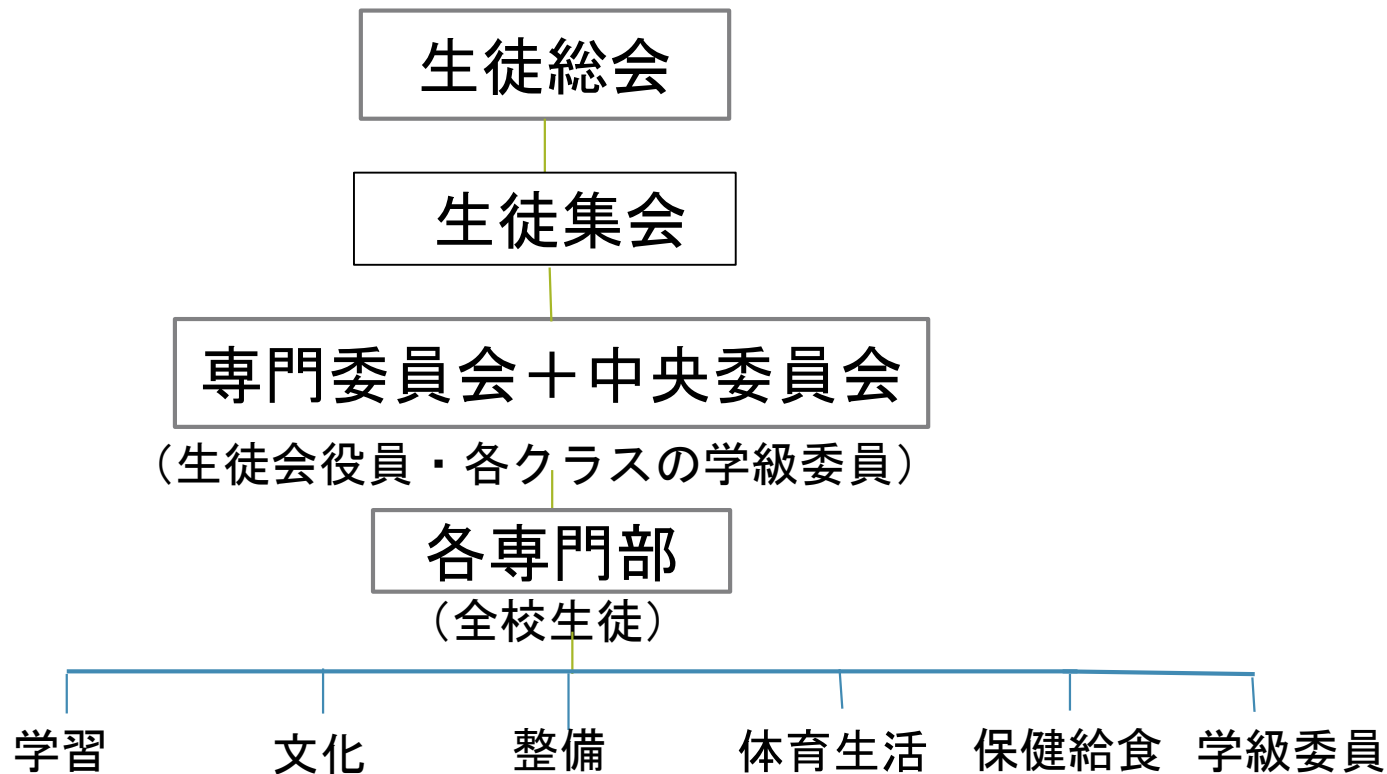 生徒総会
生徒集会
専門委員会＋中央委員会
（生徒会役員・各クラスの学級委員）
各専門部
（全校生徒）
学習 文化 整備 体育生活 保健給食 学級委員